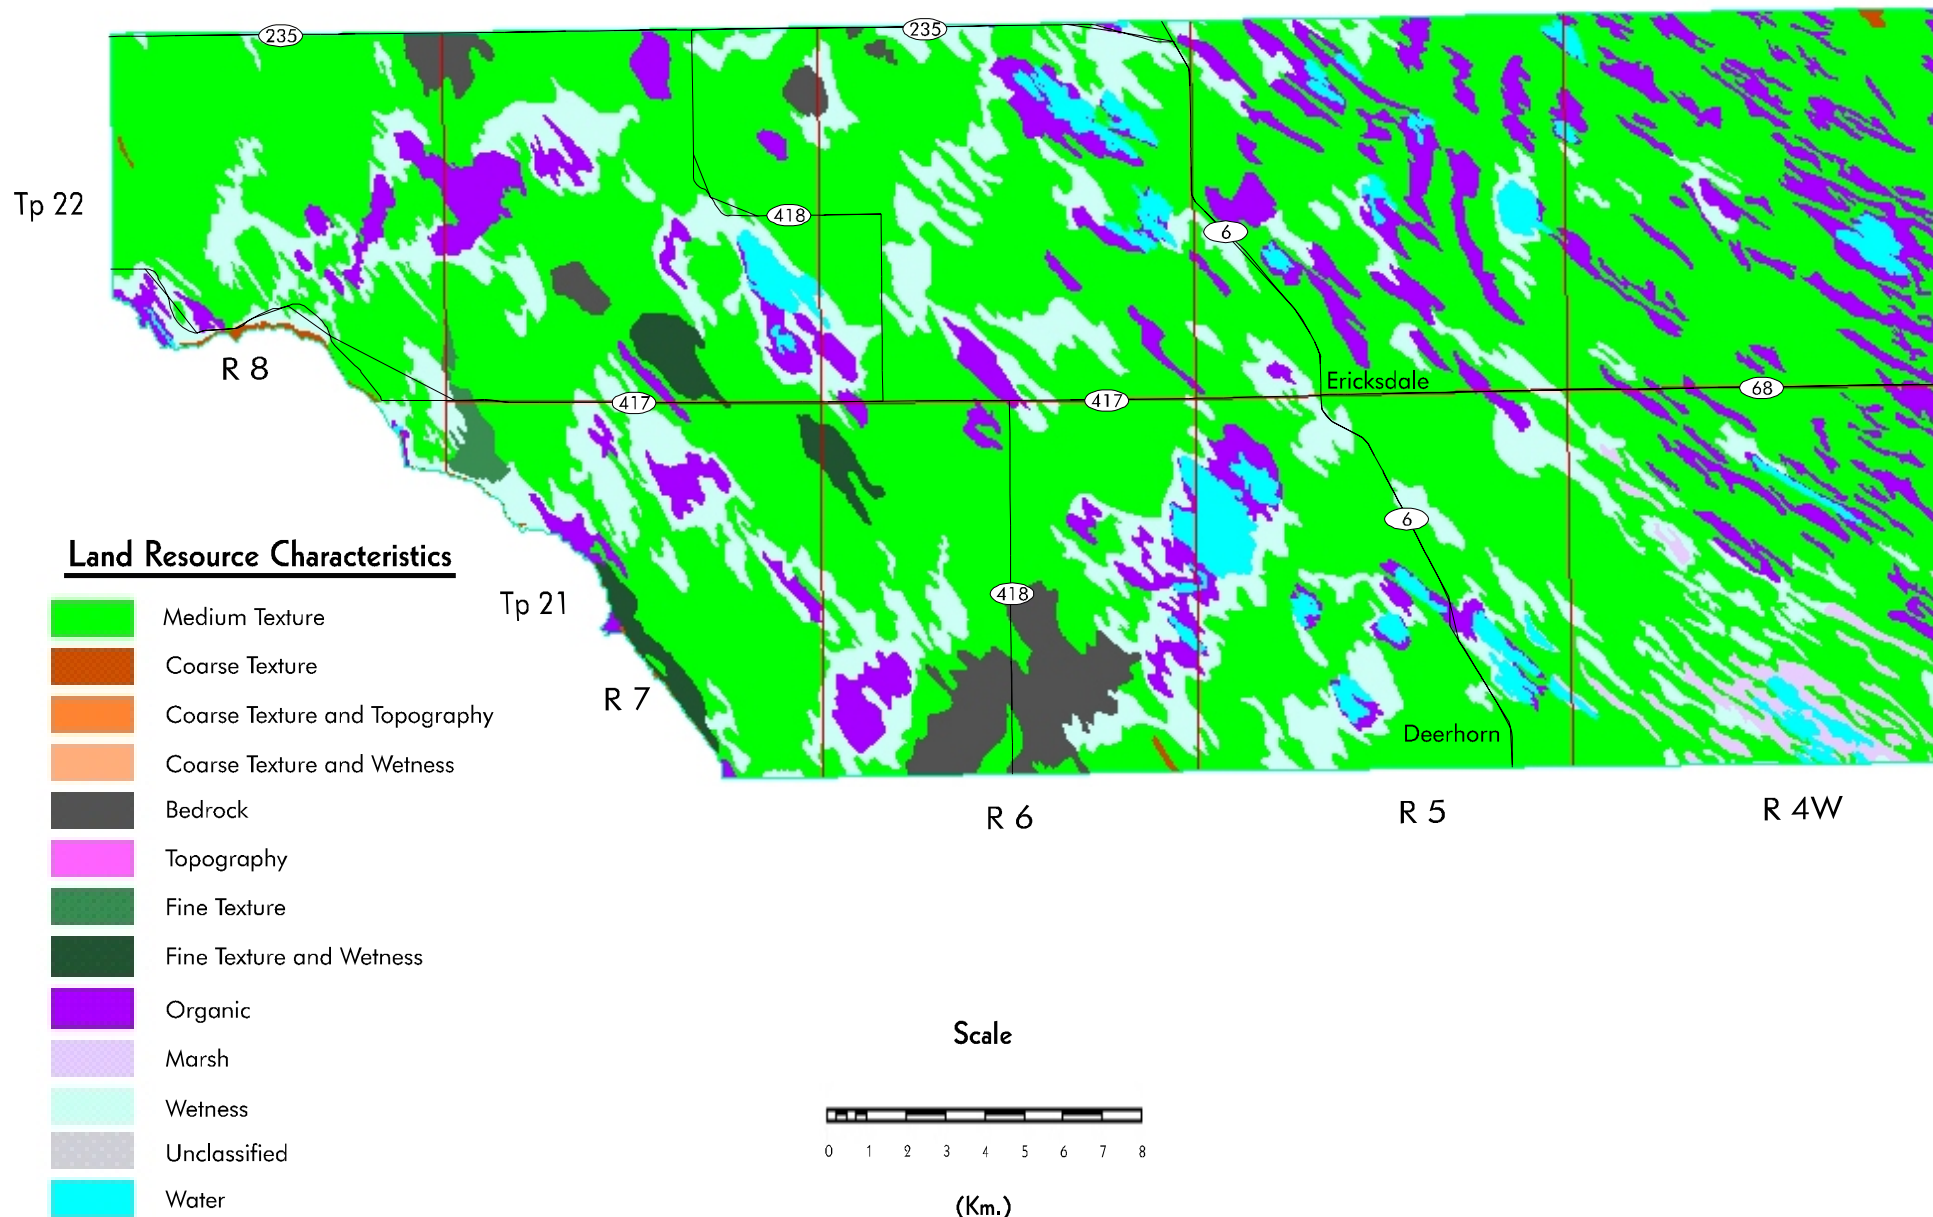 235
235
Tp 22
418
6
R 8
Ericksdale
417
417
68
6
Land Resource Characteristics
Medium Texture
Coarse Texture
Coarse Texture and Topography
Coarse Texture and Wetness
Bedrock
Topography
Fine Texture
Fine Texture and Wetness
Organic
Marsh
Wetness
Unclassified
Water
Tp 21
418
R 7
Deerhorn
R 6
R 5
R 4W
Scale
0 1 2 3 4 5 6 7 8
(Km.)